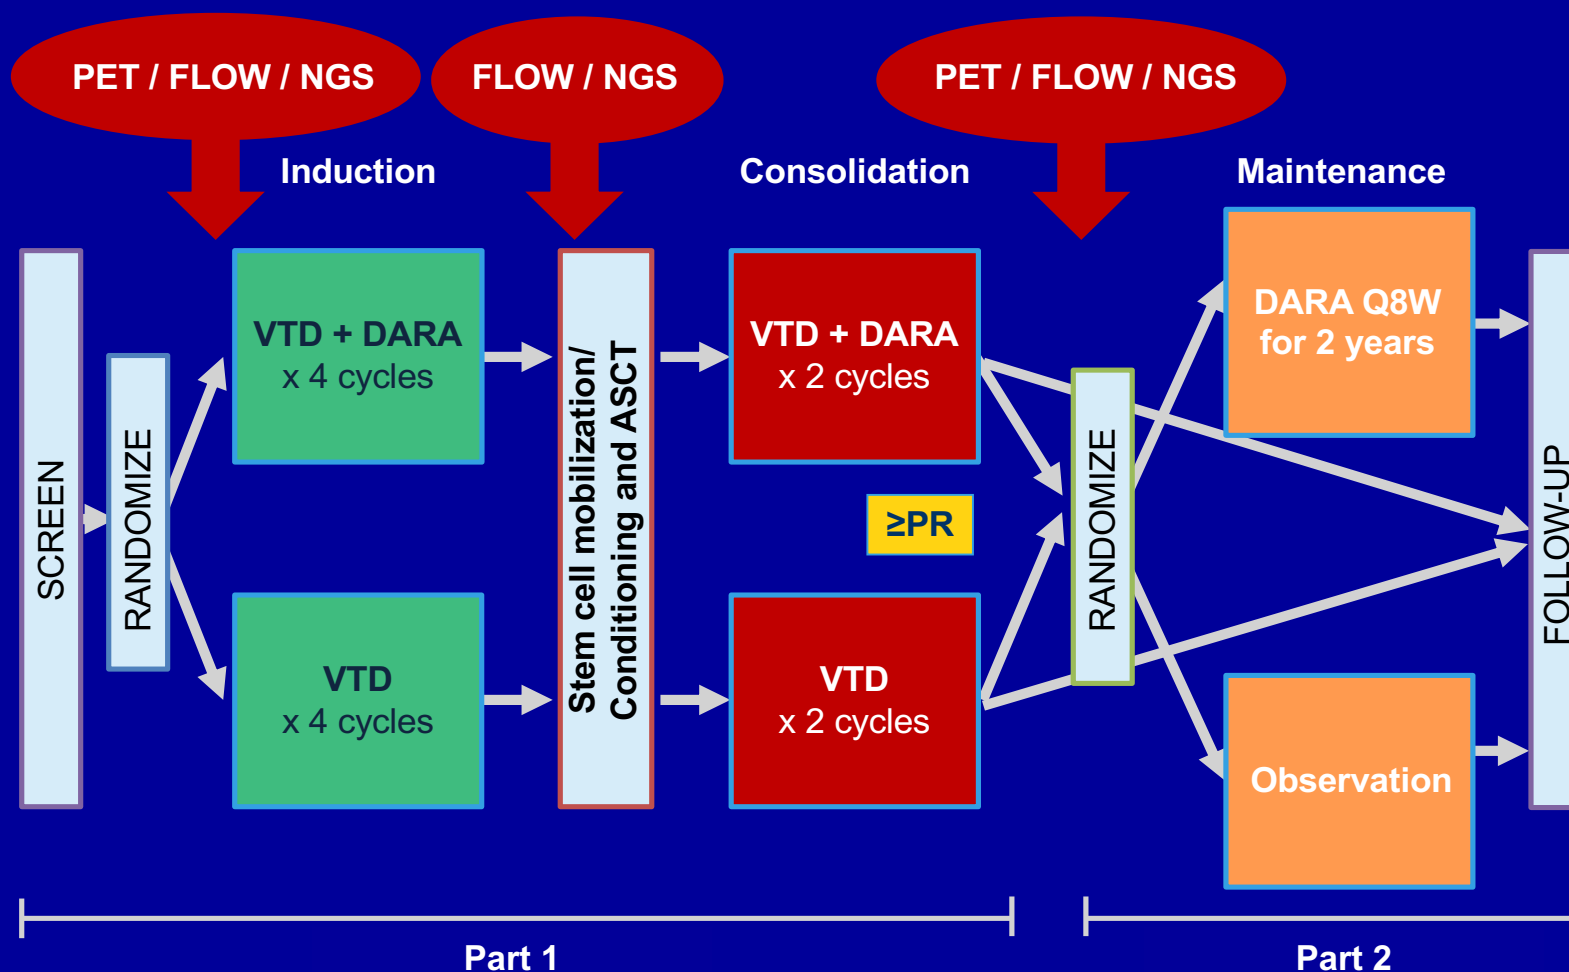 PET / FLOW / NGS
FLOW / NGS
PET / FLOW / NGS
Induction
Consolidation
Maintenance
SCREEN
RANDOMIZE
VTD + DARA
x 4 cycles
VTD
x 4 cycles
Stem cell mobilization/
Conditioning and ASCT
VTD + DARA
x 2 cycles
≥PR
VTD
x 2 cycles
RANDOMIZE
DARA Q8W
for 2 years
Observation
FOLLOW-UP
Part 1
Part 2